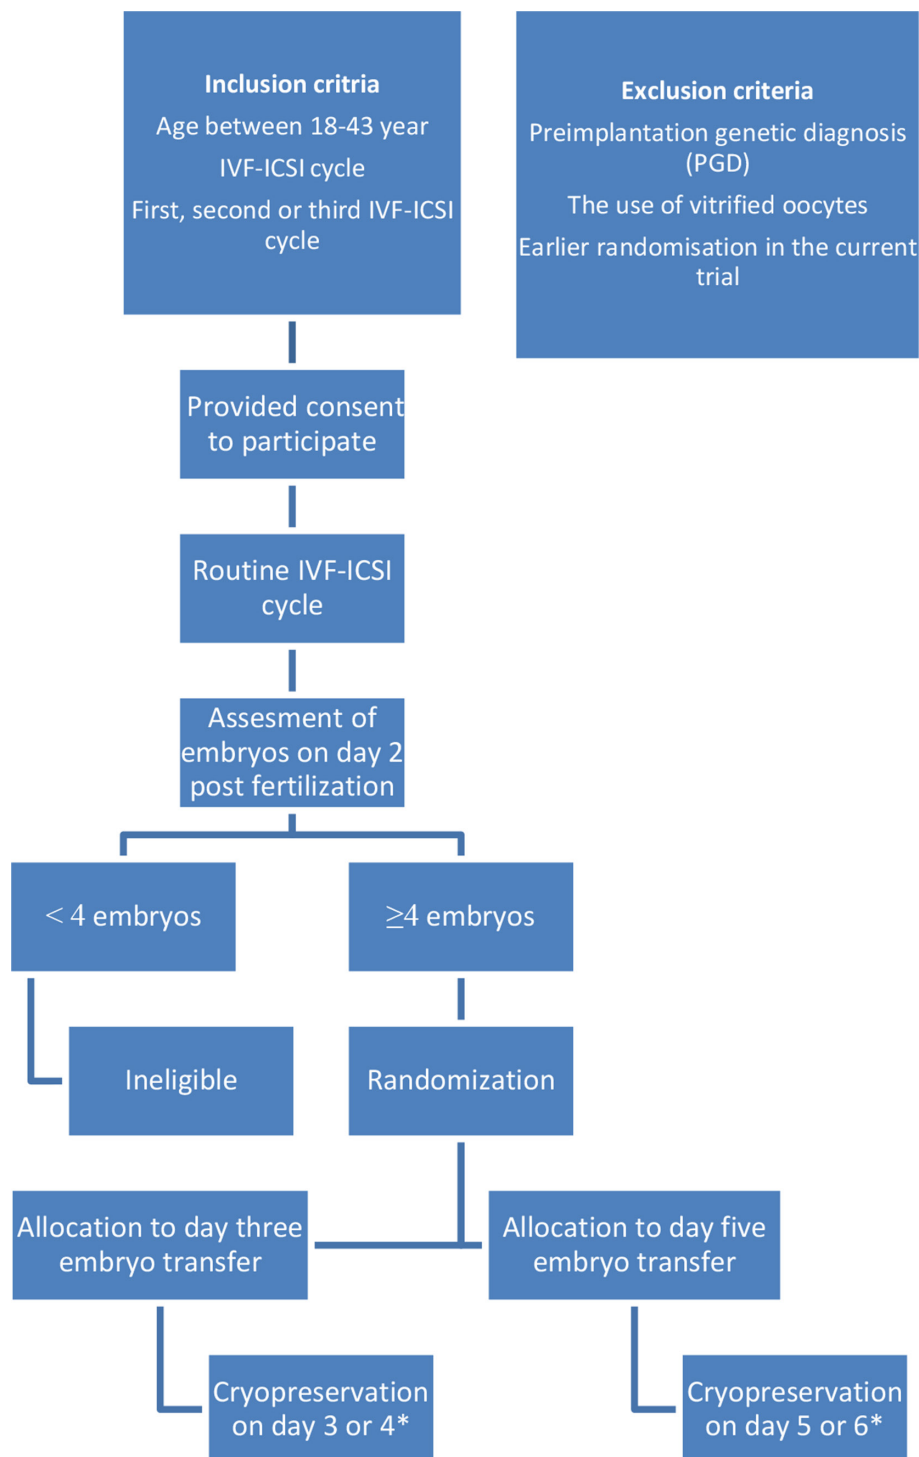 Inclusion critria
Age between 18-43 year
IVF-ICSI cycle
First, second or third IVF-ICSI
cycle
Exclusion criteria
Preimplantation genetic diagnosis
(PGD)
The use of vitrified oocytes
Earlier randomisation in the current
trial
Provided consent
to participate
Routine IVF-ICSI
cycle
Assesment of
embryos on day 2
post fertilization
< 4 embryos
≥4 embryos
Ineligible
Randomization
Allocation to day three
embryo transfer
Allocation to day five
embryo transfer
Cryopreservation
on day 3 or 4*
Cryopreservation
on day 5 or 6*